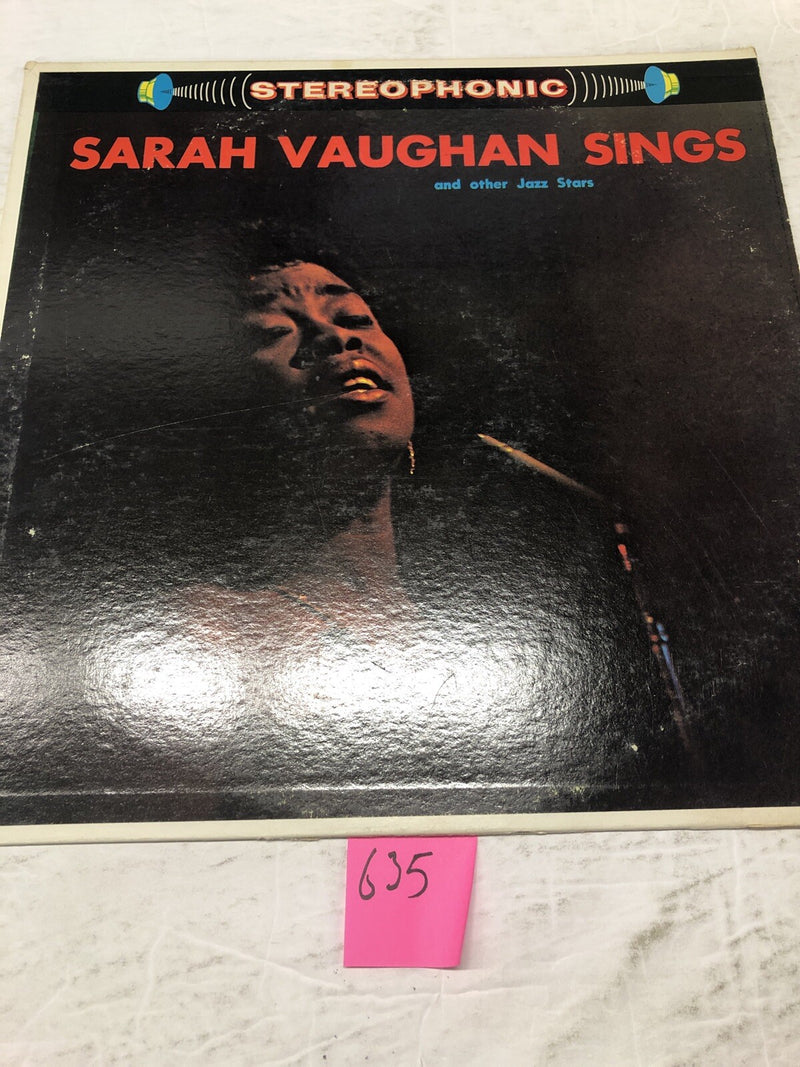 STEREOPHONIC
SARAH VAUGHAN SINGS
and other Jazz Stars
635